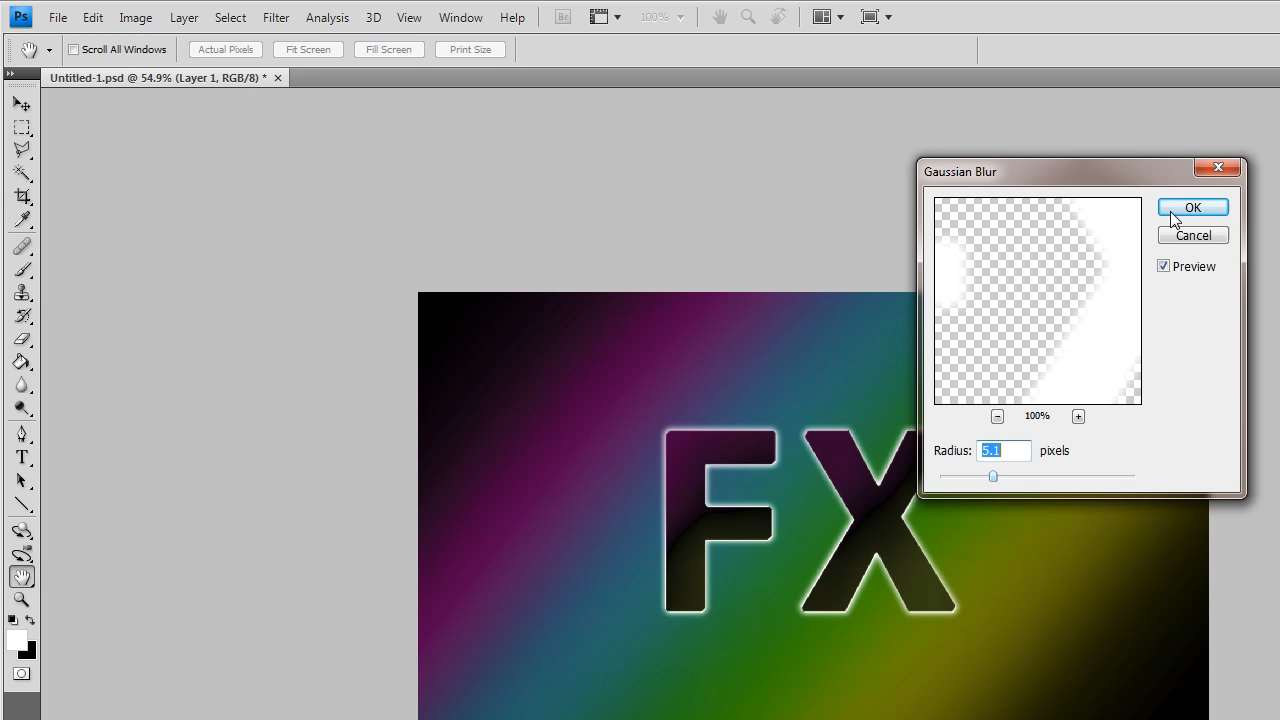 Ps File Edit Image Layer Select Filter Analysis 3D View Window Help Br 100%
Scroll All Windows Actual Pixels Fit Screen Fill Screen Print Size
Untitled-1.psd @ 54.9% (Layer 1, RGB/8) *
Gaussian Blur
OK
Cancel
Preview
100%
Radius: 5.1 pixels
FX
T